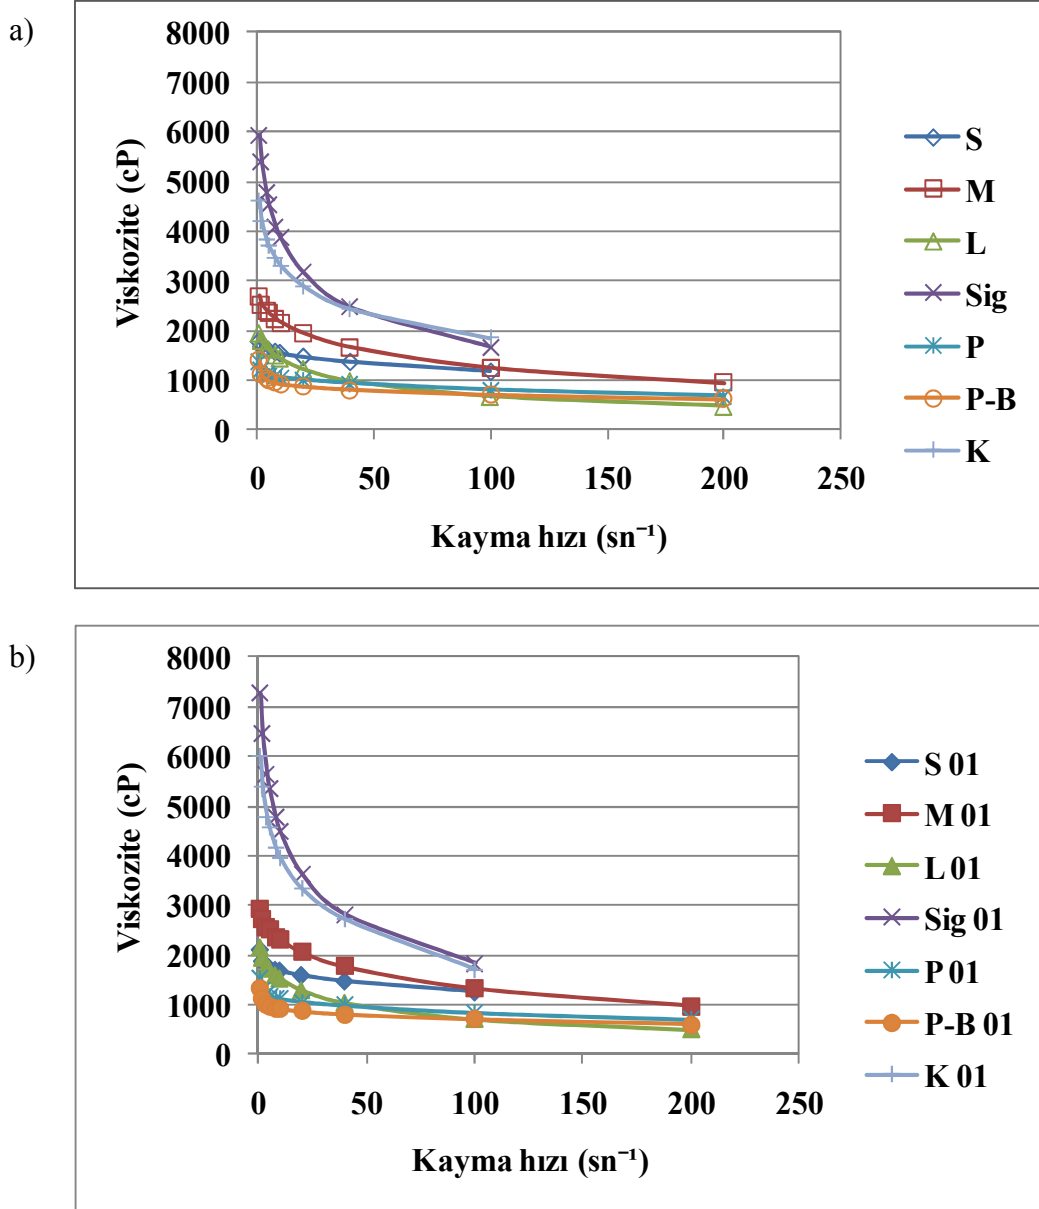 a)
8000
7000
6000
5000
4000
3000
2000
1000
0
Viskozite (cP)
0 50 100 150 200 250
Kayma hızı (sn⁻¹)
S
M
L
Sig
P
P-B
K
b)
8000
7000
6000
5000
4000
3000
2000
1000
0
Viskozite (cP)
0 50 100 150 200 250
Kayma hızı (sn⁻¹)
S 01
M 01
L 01
Sig 01
P 01
P-B 01
K 01